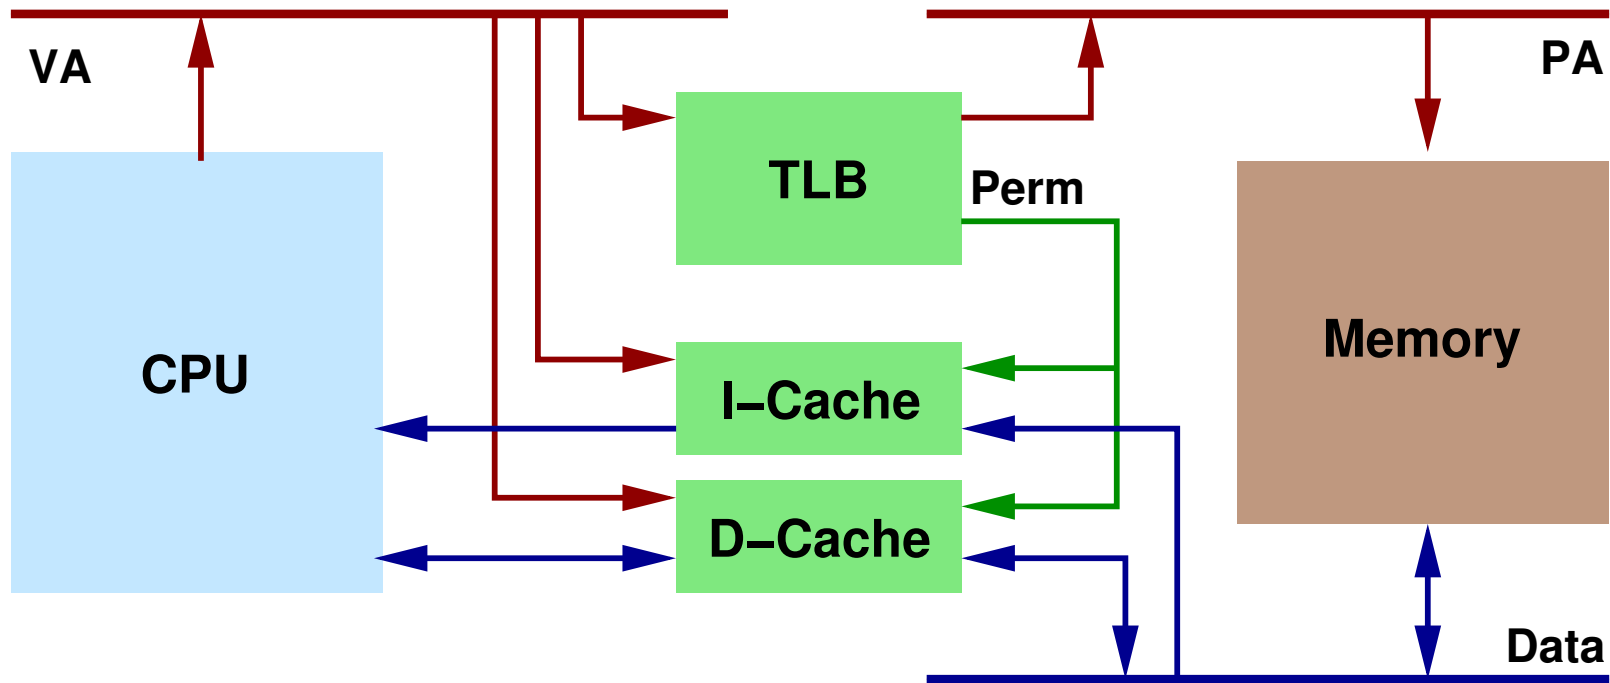 VA
PA
TLB
Perm
CPU
Memory
I–Cache
D–Cache
Data